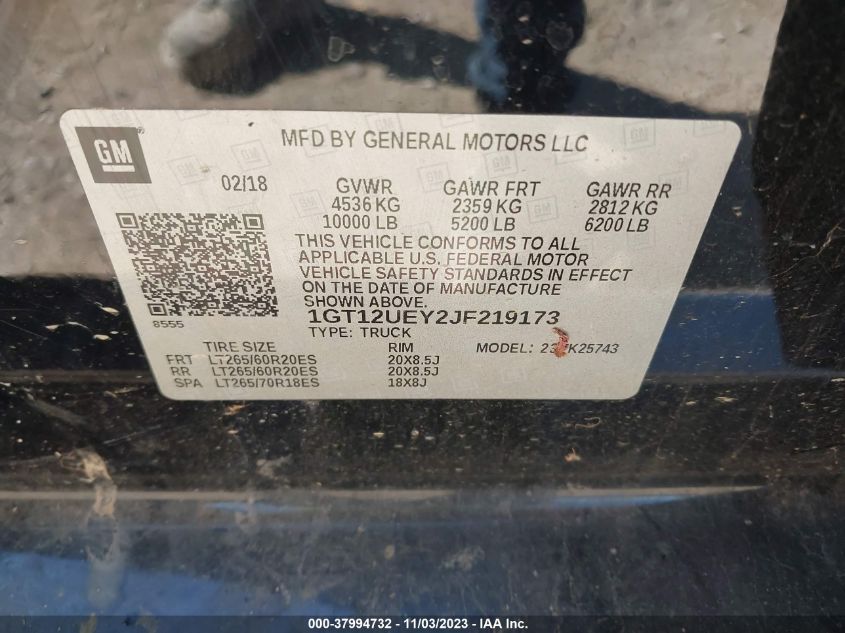 GM
MFD BY GENERAL MOTORS LLC
02/18 GVWR GAWR FRT GAWR RR
4536 KG 2359 KG 2812 KG
10000 LB 5200 LB 6200 LB
THIS VEHICLE CONFORMS TO ALL
APPLICABLE U.S. FEDERAL MOTOR
VEHICLE SAFETY STANDARDS IN EFFECT
ON THE DATE OF MANUFACTURE
SHOWN ABOVE.
8555
1GT12UEY2JF219173
TYPE: TRUCK
TIRE SIZE RIM MODEL:
FRT LT265/60R20ES 20X8.5J
RR LT265/60R20ES 20X8.5J
SPA LT265/70R18ES 18X8J
000-37994732 - 11/03/2023 - IAA Inc.